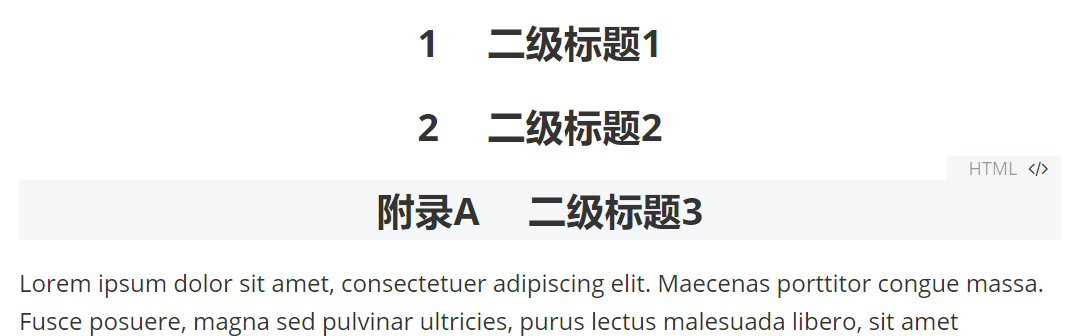 1 二级标题1
2 二级标题2
HTML </>
附录A 二级标题3
Lorem ipsum dolor sit amet, consectetuer adipiscing elit. Maecenas porttitor congue massa.
Fusce posuere, magna sed pulvinar ultricies, purus lectus malesuada libero, sit amet